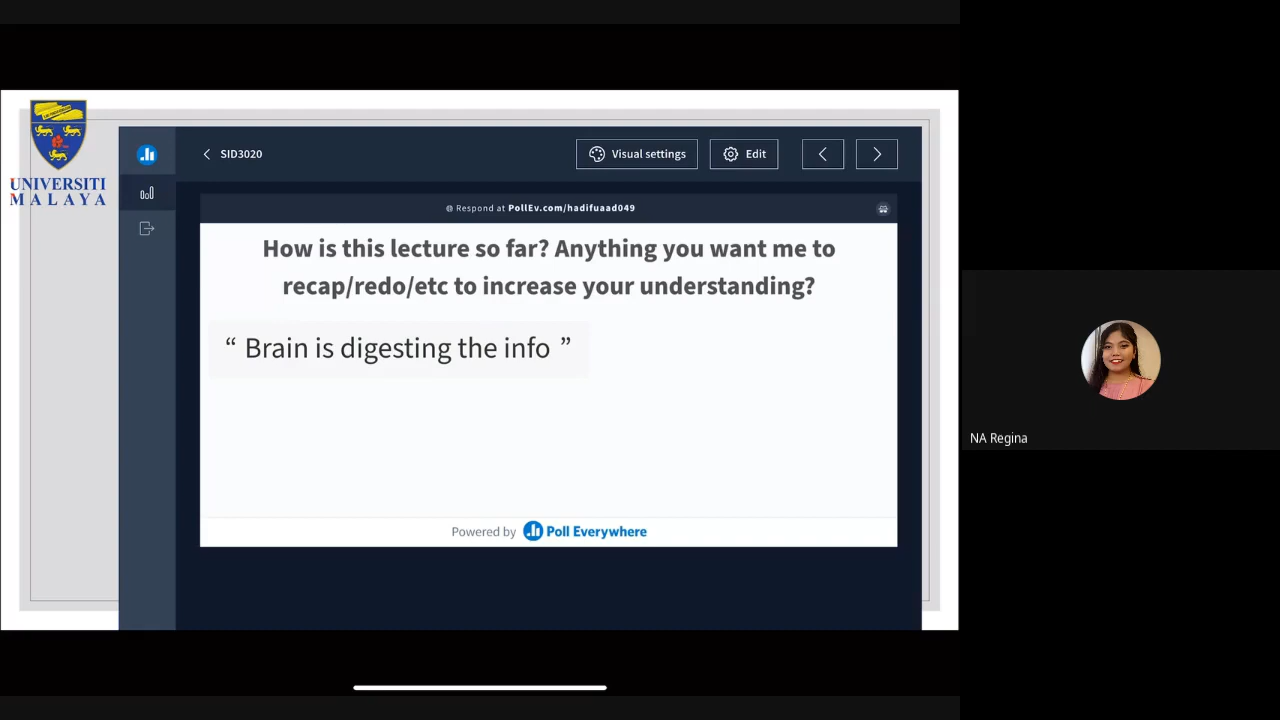 UNIVERSITI
MALAYA
SID3020
Visual settings
Edit
Respond at PollEv.com/hadifuaad049
How is this lecture so far? Anything you want me to
recap/redo/etc to increase your understanding?
“ Brain is digesting the info ”
Powered by Poll Everywhere
NA Regina